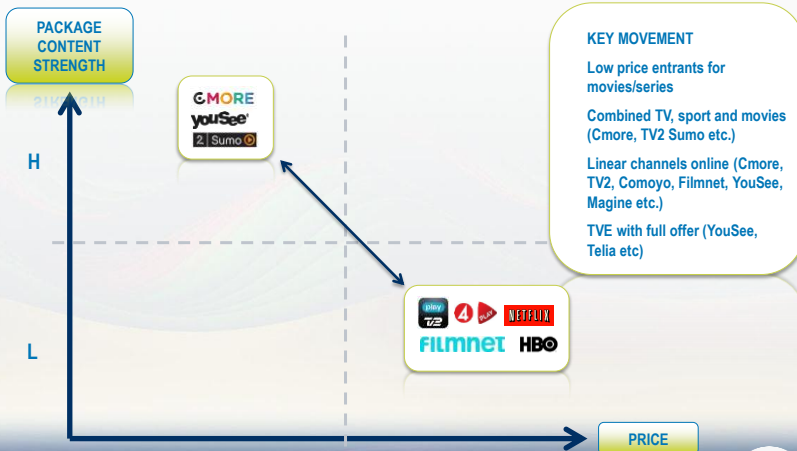 PACKAGE
CONTENT
STRENGTH
H
L
CMORE
YouSee
2 Sumo
play
TV2
4 PLAY
NETFLIX
FILMNET HBO
KEY MOVEMENT
Low price entrants for
movies/series
Combined TV, sport and movies
(Cmore, TV2 Sumo etc.)
Linear channels online (Cmore,
TV2, Comoyo, Filmnet, YouSee,
Magine etc.)
TVE with full offer (YouSee,
Telia etc)
PRICE